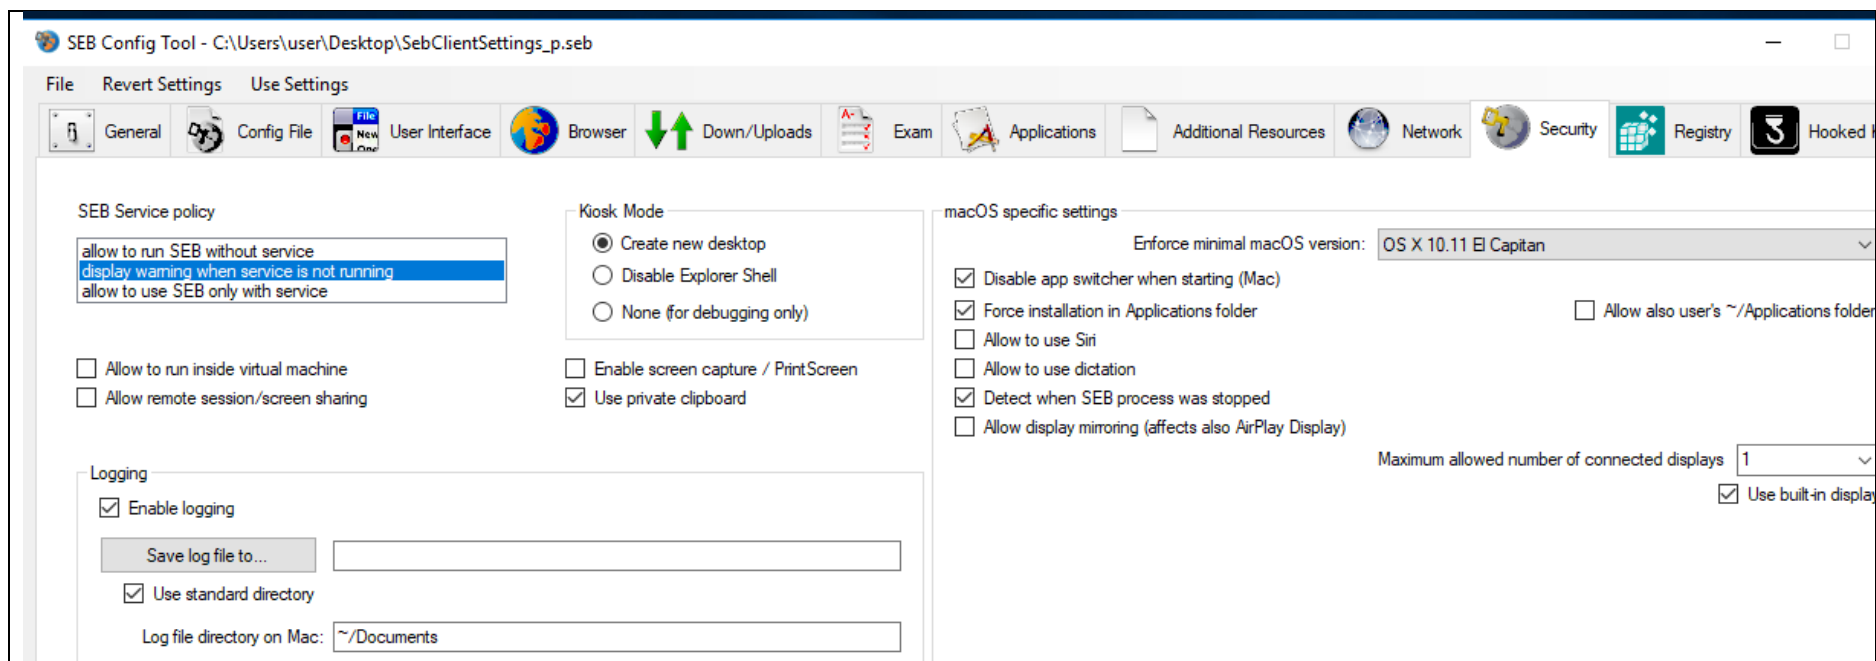 SEB Config Tool - C:\Users\user\Desktop\SebClientSettings_p.seb
File Revert Settings Use Settings
General Config File User Interface Browser Down/Uploads Exam Applications Additional Resources Network Security Registry Hooked
SEB Service policy
allow to run SEB without service
display warning when service is not running
allow to use SEB only with service
Allow to run inside virtual machine
Allow remote session/screen sharing
Kiosk Mode
Create new desktop
Disable Explorer Shell
None (for debugging only)
Enable screen capture / PrintScreen
Use private clipboard
Logging
Enable logging
Save log file to...
Use standard directory
Log file directory on Mac: ~/Documents
macOS specific settings
Enforce minimal macOS version: OS X 10.11 El Capitan
Disable app switcher when starting (Mac)
Force installation in Applications folder Allow also user's ~/Applications folder
Allow to use Siri
Allow to use dictation
Detect when SEB process was stopped
Allow display mirroring (affects also AirPlay Display)
Maximum allowed number of connected displays 1
Use built-in display